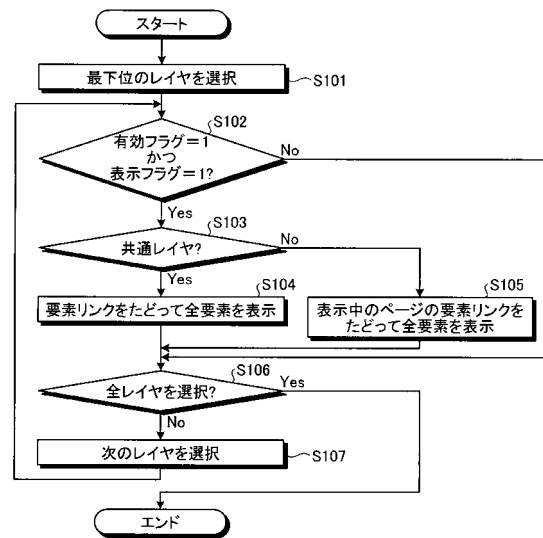 スタート
最下位のレイヤを選択
S101
S102
有効フラグ=1
かつ
表示フラグ=1?
No
Yes
S103
共通レイヤ?
No
Yes
S104
要素リンクをたどって全要素を表示
S105
表示中のページの要素リンクを
たどって全要素を表示
S106
全レイヤを選択?
Yes
No
次のレイヤを選択
S107
エンド